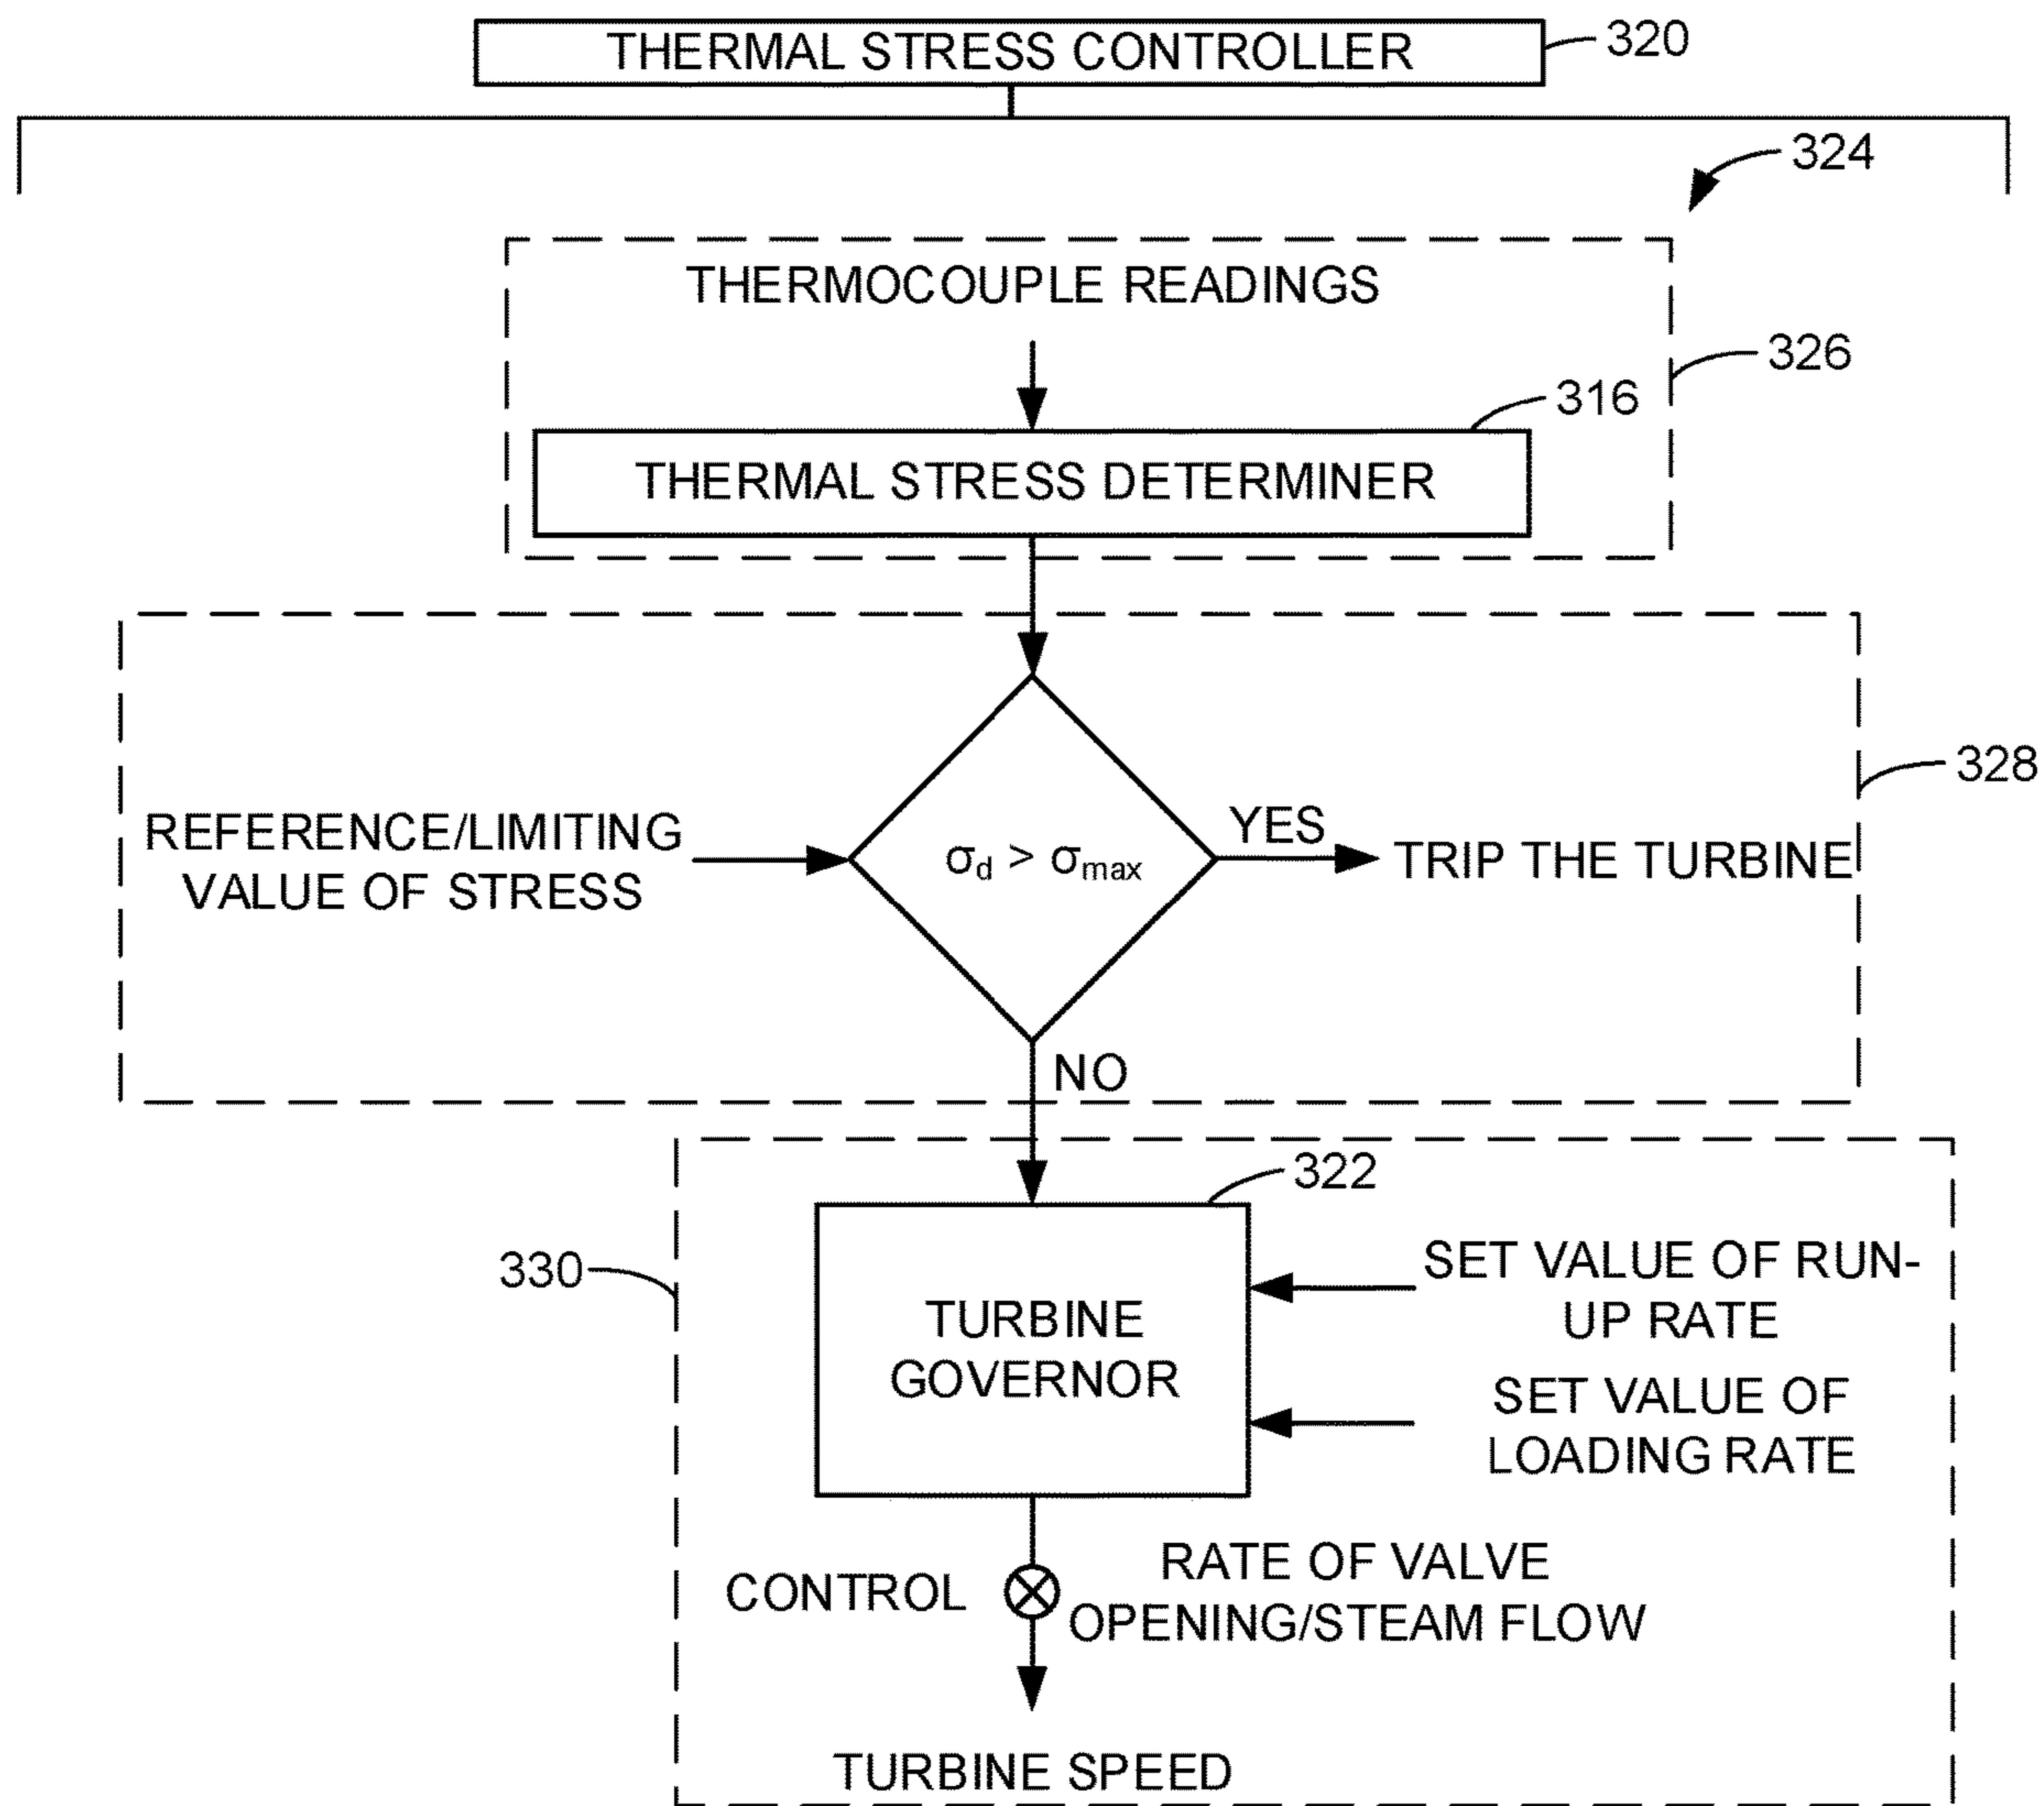 THERMAL STRESS CONTROLLER
320
324
THERMOCOUPLE READINGS
326
316
THERMAL STRESS DETERMINER
328
REFERENCE/LIMITING
VALUE OF STRESS
σd > σmax
YES
TRIP THE TURBINE
NO
322
330
TURBINE
GOVERNOR
SET VALUE OF RUN-
UP RATE
SET VALUE OF
LOADING RATE
CONTROL
RATE OF VALVE
OPENING/STEAM FLOW
TURBINE SPEED